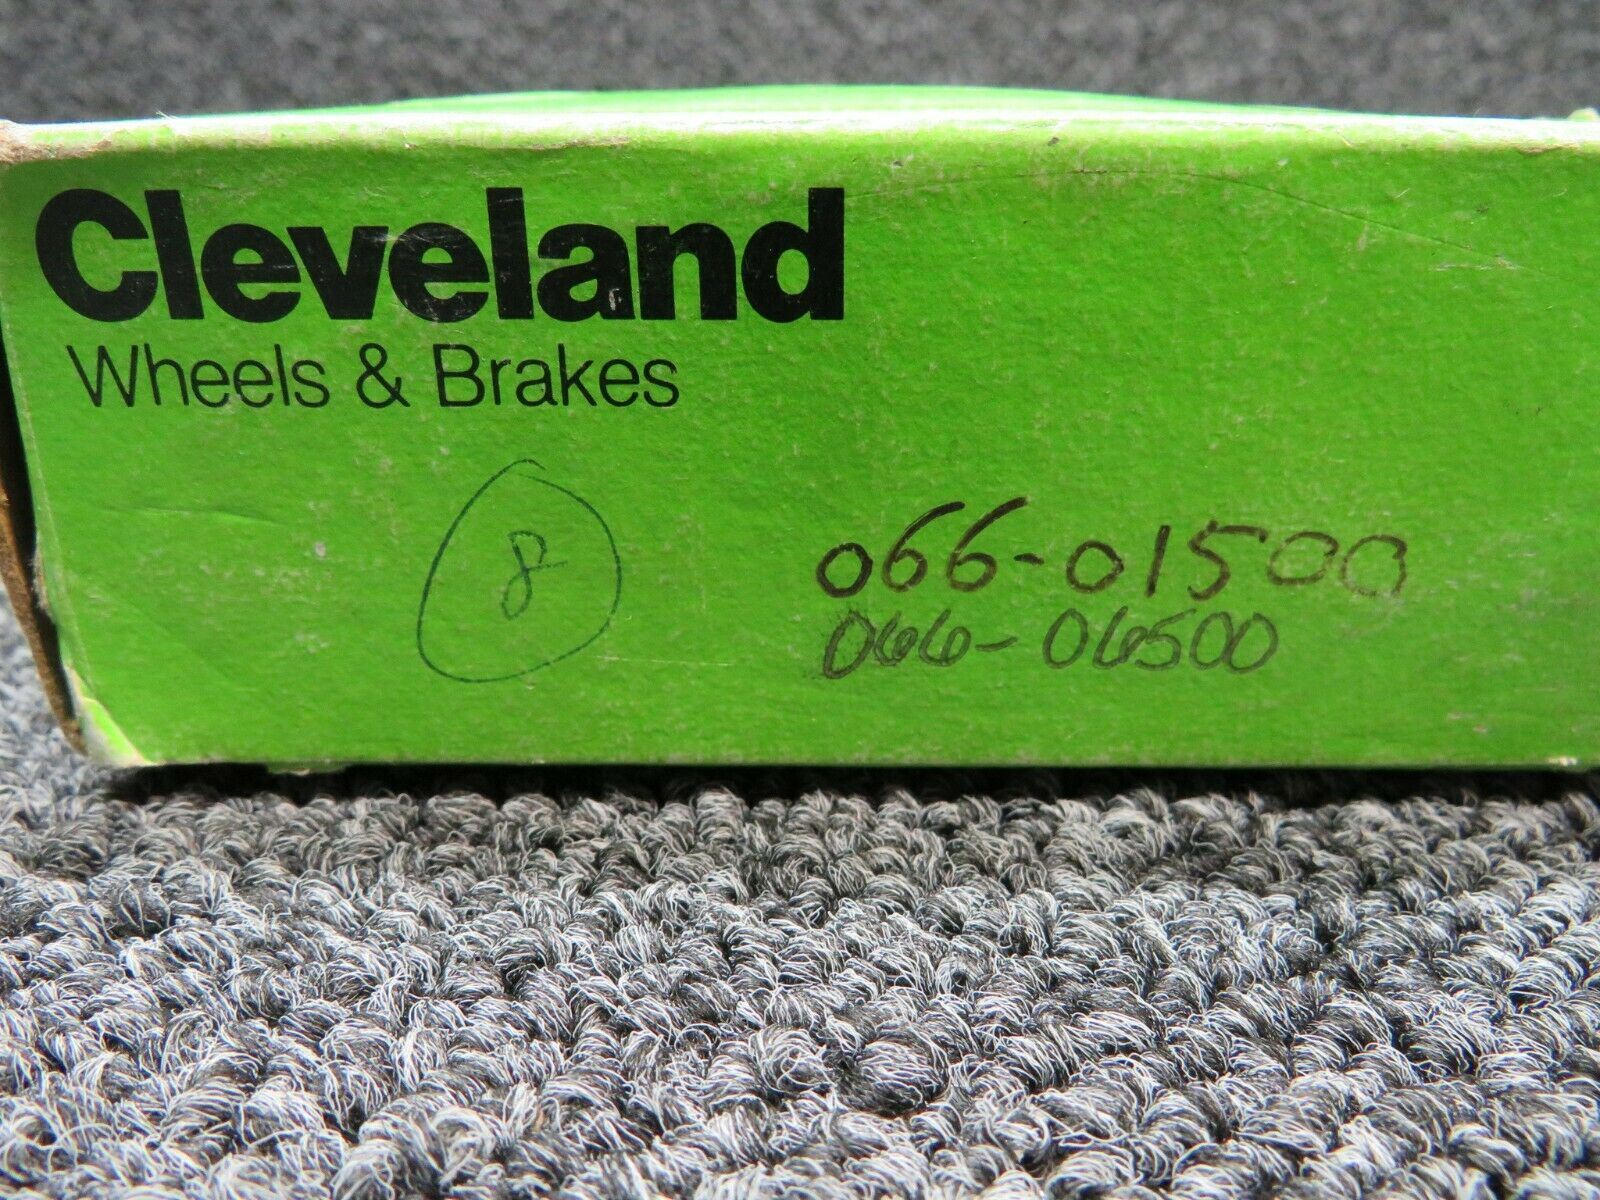 Cleveland
Wheels & Brakes
8
066-01500
066-06500